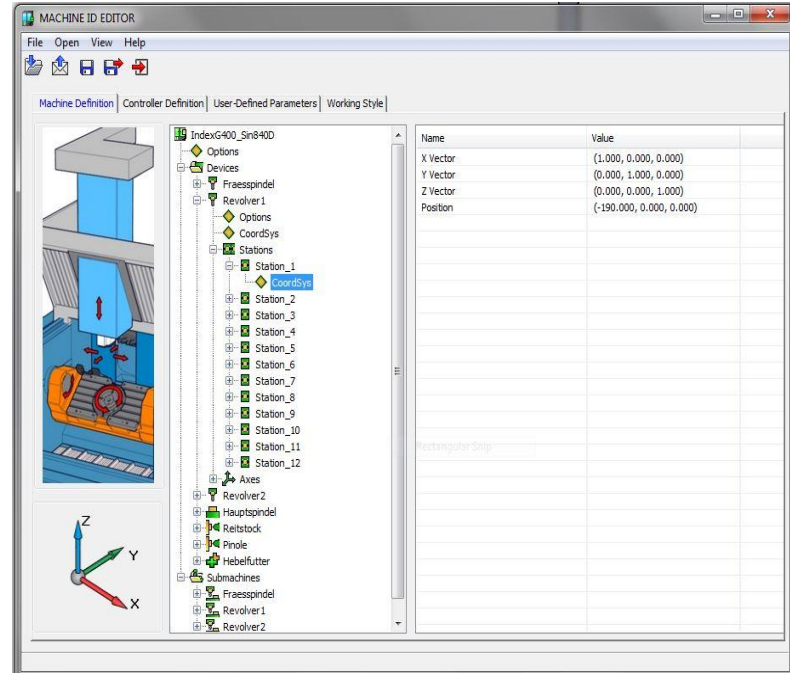 MACHINE ID EDITOR
File Open View Help
Machine Definition Controller Definition User-Defined Parameters Working Style
IndexG400_Sin840D
Options
Devices
Fraesspindel
Revolver1
Options
CoordSys
Stations
Station_1
CoordSys
Station_2
Station_3
Station_4
Station_5
Station_6
Station_7
Station_8
Station_9
Station_10
Station_11
Station_12
Axes
Revolver2
Hauptspindel
Reitstock
Pinole
Hebelfutter
Submachines
Fraesspindel
Revolver1
Revolver2
Name Value
X Vector (1.000, 0.000, 0.000)
Y Vector (0.000, 1.000, 0.000)
Z Vector (0.000, 0.000, 1.000)
Position (-190.000, 0.000, 0.000)
Rectangular Snip
Z
Y
X